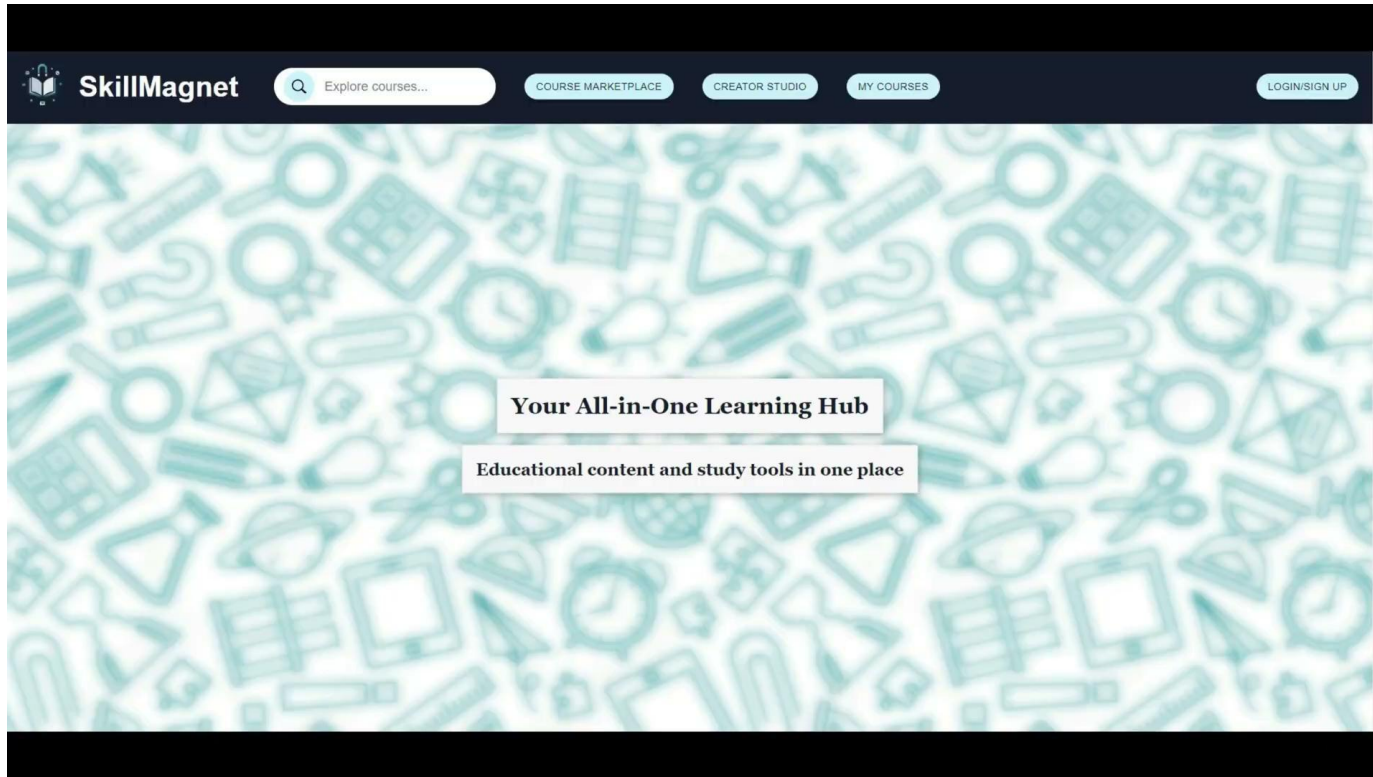 SkillMagnet
Explore courses...
COURSE MARKETPLACE
CREATOR STUDIO
MY COURSES
LOGIN/SIGN UP
Your All-in-One Learning Hub
Educational content and study tools in one place